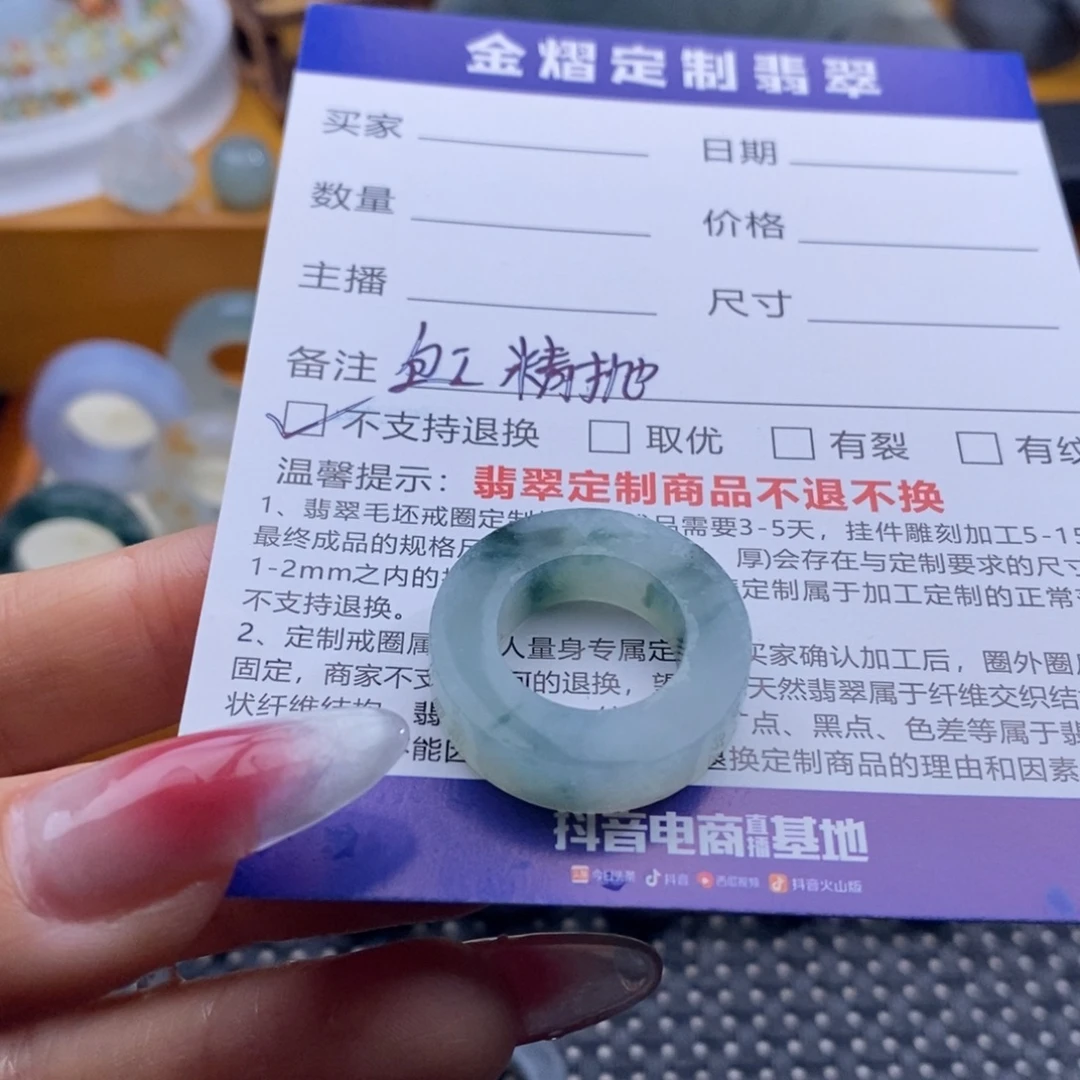 金熠定制翡翠
买家 日期
数量 价格
主播 尺寸
备注 精抛
不支持退换 取优 有裂 有纹
温馨提示：翡翠定制商品不退不换
1、翡翠毛坯戒圈定制 品需要3-5天，挂件雕刻加工5-15
最终成品的规格 厚)会存在与定制要求的尺寸
1-2mm之内的 定制属于加工定制的正常
不支持退换。
2、定制戒圈属 人量身专属定 买家确认加工后，圈外圈
固定，商家不支 的退换， 天然翡翠属于纤维交织结
状纤维结构 翡 点、黑点、色差等属于翡
不能因 退换定制商品的理由和因素
抖音电商直播基地
今日头条 抖音 西瓜视频 抖音火山版